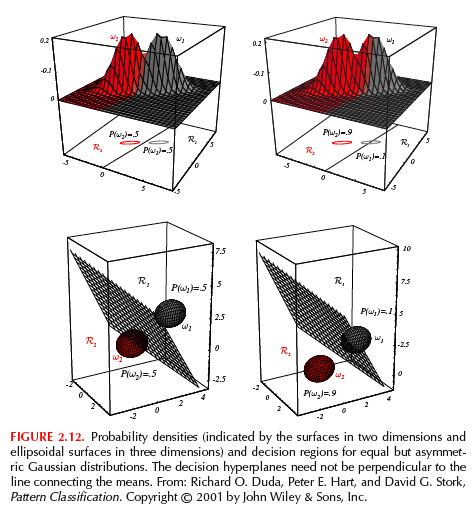 0.2
ω₂
ω₁
-0.1
0
P(ω₂)=.5
P(ω₁)=.5
R₂
R₁
-5
0
5
-5
0
5
0.2
ω₂
ω₁
-0.1
0
P(ω₂)=.9
P(ω₁)=.1
R₂
R₁
-5
0
5
-5
0
5
7.5
R₁
5
P(ω₁)=.5
2.5
ω₁
R₂
0
ω₂
P(ω₂)=.5
-2.5
-2
0
2
-2
0
2
4
10
R₁
5
P(ω₁)=.1
-2.5
ω₁
R₂
ω₂
0
P(ω₂)=.9
-2
0
2
-2
0
2
4
FIGURE 2.12. Probability densities (indicated by the surfaces in two dimensions and
ellipsoidal surfaces in three dimensions) and decision regions for equal but asymmet-
ric Gaussian distributions. The decision hyperplanes need not be perpendicular to the
line connecting the means. From: Richard O. Duda, Peter E. Hart, and David G. Stork,
Pattern Classification. Copyright © 2001 by John Wiley & Sons, Inc.